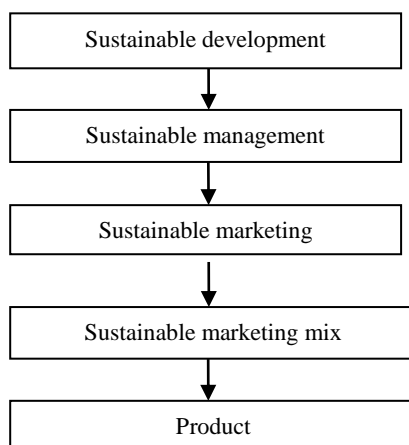 Sustainable development
Sustainable management
Sustainable marketing
Sustainable marketing mix
Product